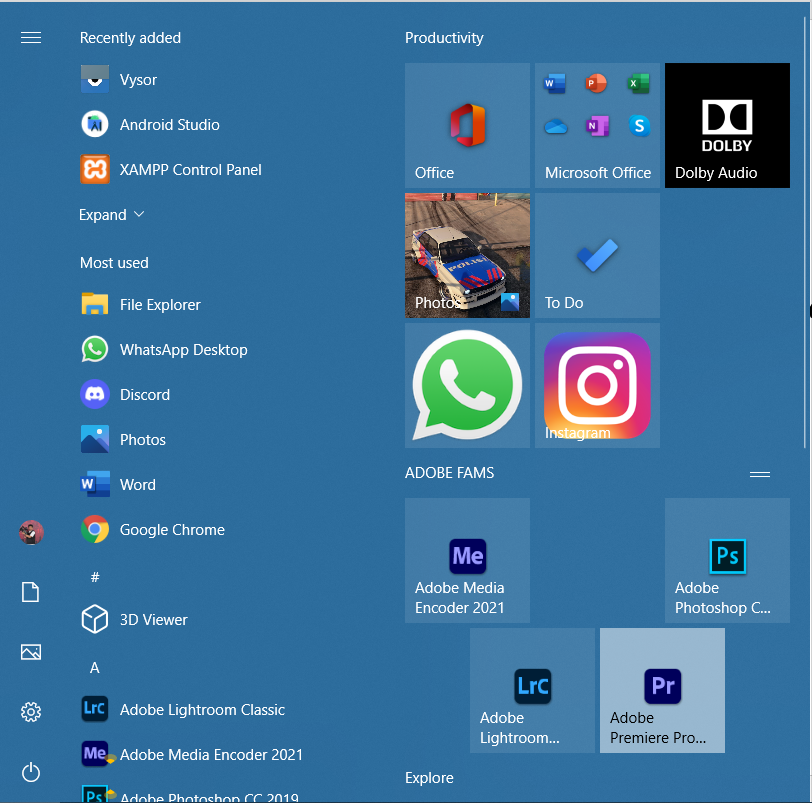 Recently added
Vysor
Android Studio
XAMPP Control Panel
Expand
Most used
File Explorer
WhatsApp Desktop
Discord
Photos
W
Word
Google Chrome
#
3D Viewer
A
LrC
Adobe Lightroom Classic
Me
Adobe Media Encoder 2021
Ps
Adobe Photoshop CC 2019
Productivity
Office
W
P
X
N
S
Microsoft Office
DOLBY
Dolby Audio
POLISI
Photos
To Do
Instagram
ADOBE FAMS
Me
Adobe Media
Encoder 2021
Ps
Adobe
Photoshop C...
LrC
Adobe
Lightroom...
Pr
Adobe
Premiere Pro...
Explore